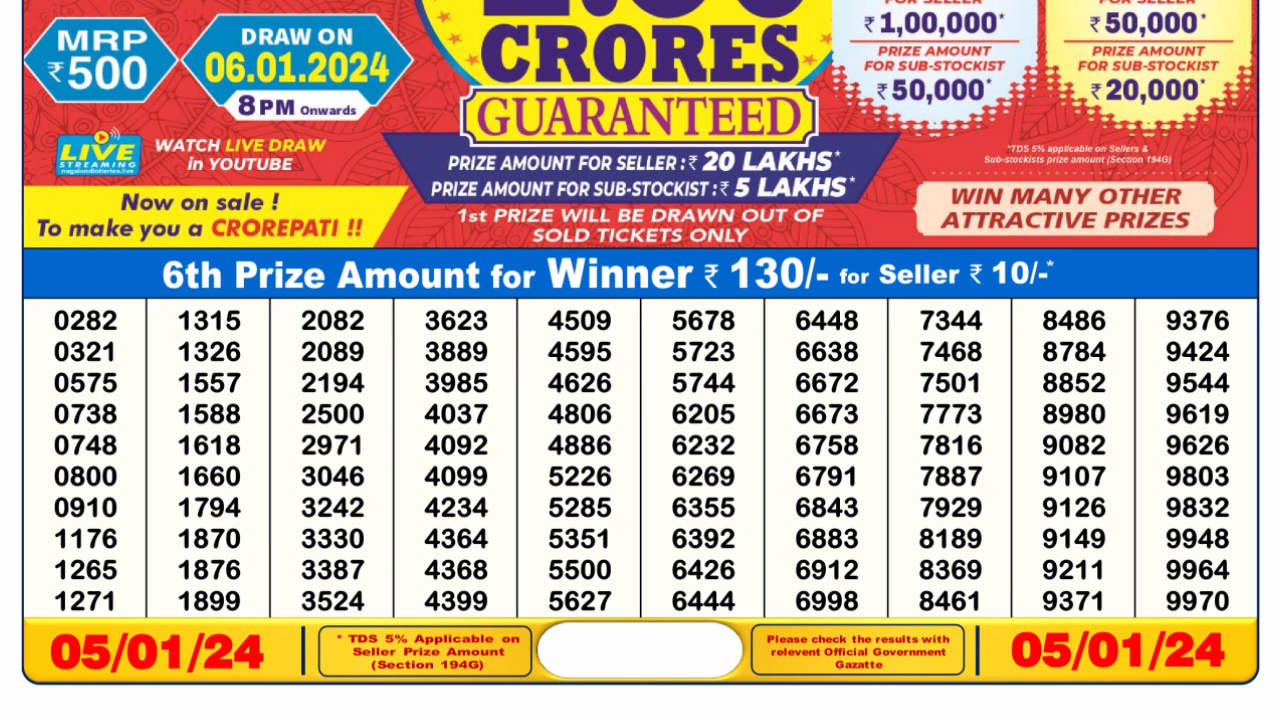 MRP
₹500
DRAW ON
06.01.2024
8 PM Onwards
LIVE
STREAMING
nagalandlotteries.live
WATCH LIVE DRAW
in YOUTUBE
Now on sale !
To make you a CROREPATI !!
CRORES
GUARANTEED
PRIZE AMOUNT FOR SELLER :₹ 20 LAKHS*
PRIZE AMOUNT FOR SUB-STOCKIST :₹ 5 LAKHS*
1st PRIZE WILL BE DRAWN OUT OF
SOLD TICKETS ONLY
FOR SELLER
₹ 1,00,000*
PRIZE AMOUNT
FOR SUB-STOCKIST
₹ 50,000*
FOR SELLER
₹ 50,000*
PRIZE AMOUNT
FOR SUB-STOCKIST
₹ 20,000*
*TDS 5% applicable on Sellers &
Sub-stockists prize amount (Section 194G)
WIN MANY OTHER
ATTRACTIVE PRIZES
6th Prize Amount for Winner ₹ 130/- for Seller ₹ 10/-*
0282 1315 2082 3623 4509 5678 6448 7344 8486 9376
0321 1326 2089 3889 4595 5723 6638 7468 8784 9424
0575 1557 2194 3985 4626 5744 6672 7501 8852 9544
0738 1588 2500 4037 4806 6205 6673 7773 8980 9619
0748 1618 2971 4092 4886 6232 6758 7816 9082 9626
0800 1660 3046 4099 5226 6269 6791 7887 9107 9803
0910 1794 3242 4234 5285 6355 6843 7929 9126 9832
1176 1870 3330 4364 5351 6392 6883 8189 9149 9948
1265 1876 3387 4368 5500 6426 6912 8369 9211 9964
1271 1899 3524 4399 5627 6444 6998 8461 9371 9970
05/01/24
* TDS 5% Applicable on
Seller Prize Amount
(Section 194G)
Please check the results with
relevent Official Government
Gazatte
05/01/24